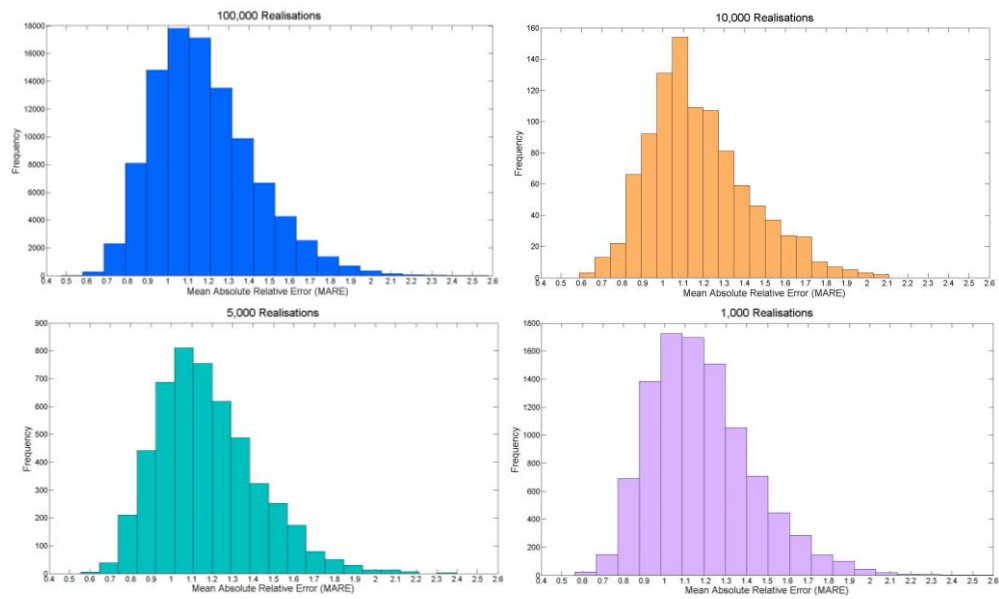 100,000 Realisations
18000
16000
14000
12000
10000
8000
6000
4000
2000
0
Frequency
0.4 0.5 0.6 0.7 0.8 0.9 1 1.1 1.2 1.3 1.4 1.5 1.6 1.7 1.8 1.9 2 2.1 2.2 2.3 2.4 2.5 2.6
Mean Absolute Relative Error (MARE)
10,000 Realisations
160
140
120
100
80
60
40
20
0
Frequency
0.4 0.5 0.6 0.7 0.8 0.9 1 1.1 1.2 1.3 1.4 1.5 1.6 1.7 1.8 1.9 2 2.1 2.2 2.3 2.4 2.5 2.6
Mean Absolute Relative Error (MARE)
5,000 Realisations
900
800
700
600
500
400
300
200
100
0
Frequency
0.4 0.5 0.6 0.7 0.8 0.9 1 1.1 1.2 1.3 1.4 1.5 1.6 1.7 1.8 1.9 2 2.1 2.2 2.3 2.4 2.5 2.6
Mean Absolute Relative Error (MARE)
1,000 Realisations
1800
1600
1400
1200
1000
800
600
400
200
0
Frequency
0.4 0.5 0.6 0.7 0.8 0.9 1 1.1 1.2 1.3 1.4 1.5 1.6 1.7 1.8 1.9 2 2.1 2.2 2.3 2.4 2.5 2.6
Mean Absolute Relative Error (MARE)